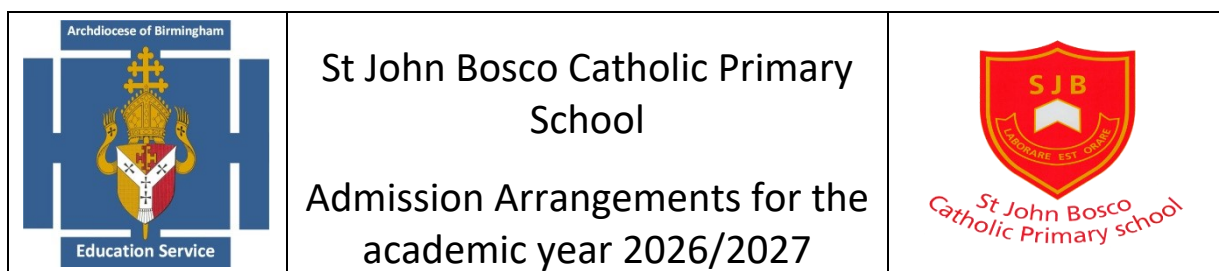 Archdiocese of Birmingham
Education Service
St John Bosco Catholic Primary
School
Admission Arrangements for the
academic year 2026/2027
SJB
LABORARE EST ORARE
St John Bosco
Catholic Primary school